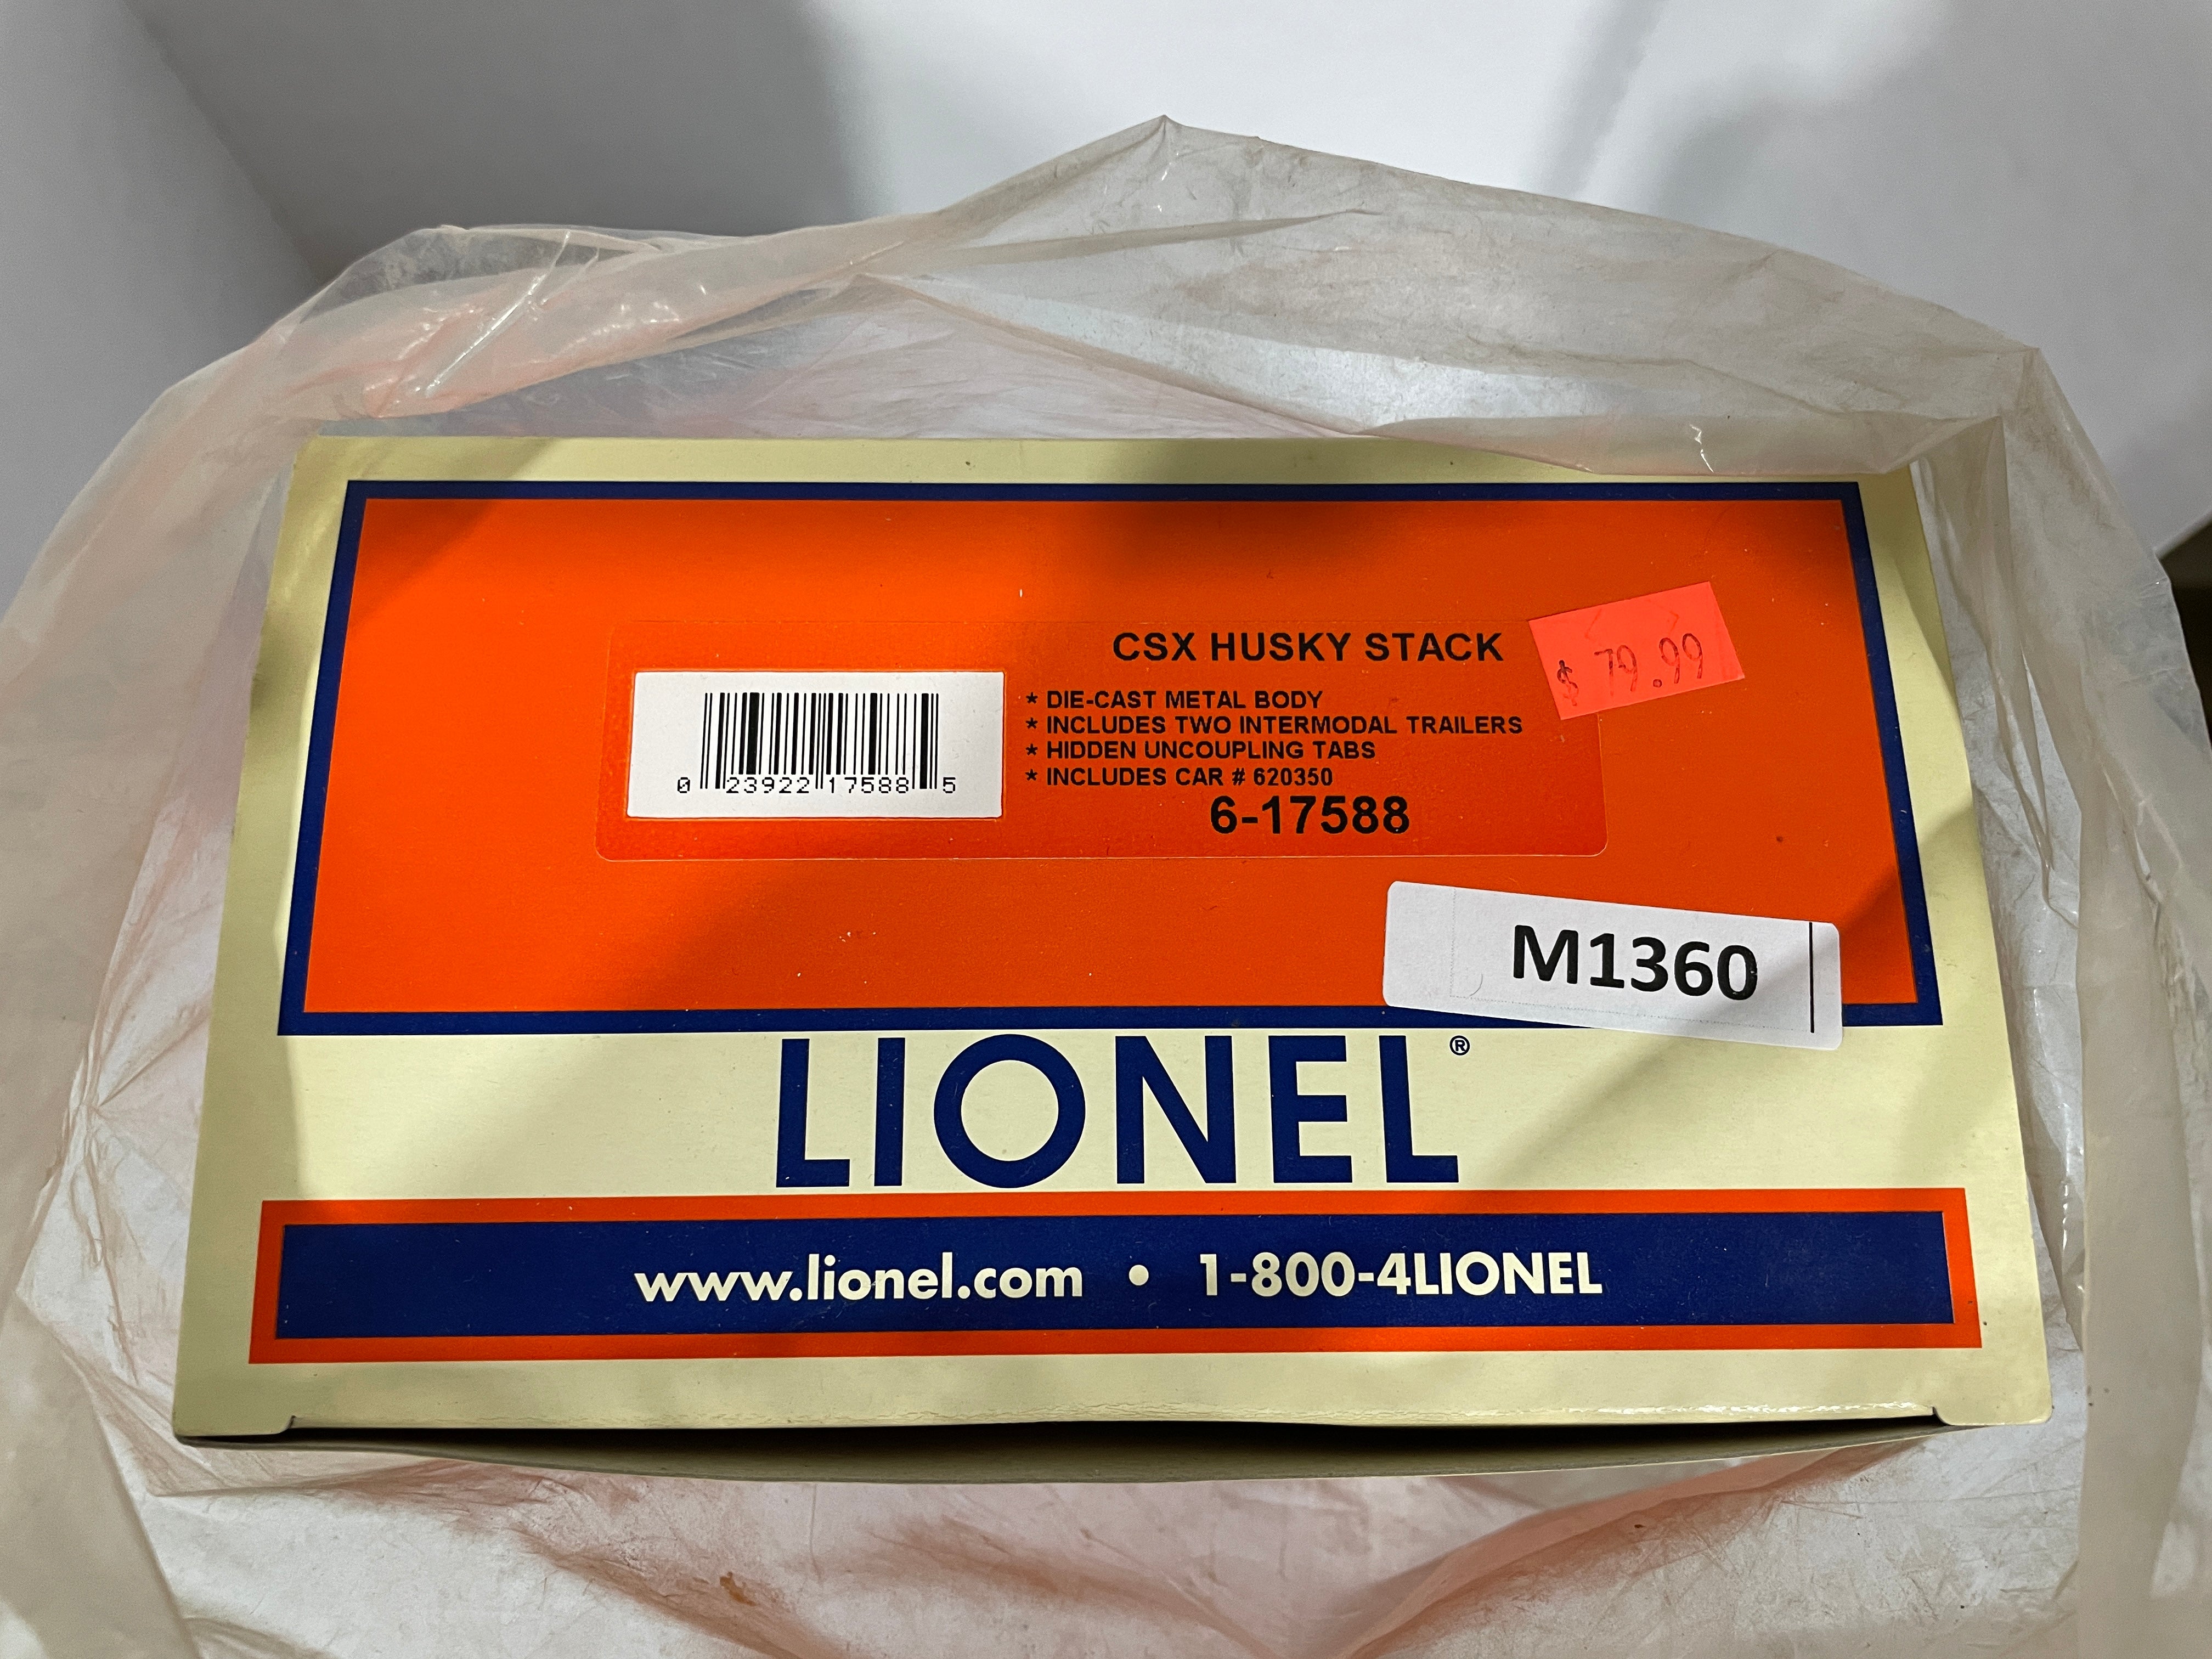 CSX HUSKY STACK
$ 79.99
* DIE-CAST METAL BODY
* INCLUDES TWO INTERMODAL TRAILERS
* HIDDEN UNCOUPLING TABS
* INCLUDES CAR # 620350
6-17588
0 23922 17588 5
M1360
LIONEL®
www.lionel.com • 1-800-4LIONEL